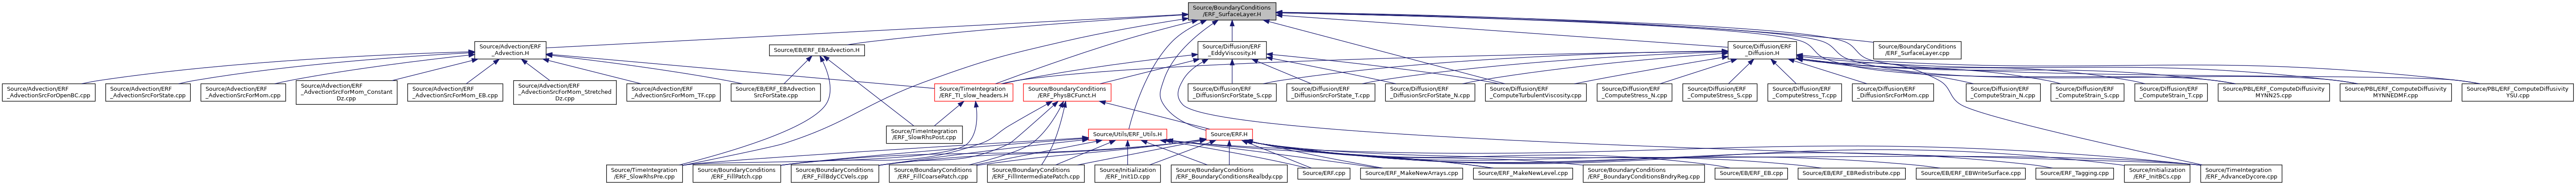 Source/BoundaryConditions
/ERF_SurfaceLayer.H
Source/Advection/ERF
_Advection.H
Source/EB/ERF_EBAdvection.H
Source/Diffusion/ERF
_EddyViscosity.H
Source/Diffusion/ERF
_Diffusion.H
Source/BoundaryConditions
/ERF_SurfaceLayer.cpp
Source/Advection/ERF
_AdvectionSrcForOpenBC.cpp
Source/Advection/ERF
_AdvectionSrcForState.cpp
Source/Advection/ERF
_AdvectionSrcForMom.cpp
Source/Advection/ERF
_AdvectionSrcForMom_Constant
Dz.cpp
Source/Advection/ERF
_AdvectionSrcForMom_EB.cpp
Source/Advection/ERF
_AdvectionSrcForMom_Stretched
Dz.cpp
Source/Advection/ERF
_AdvectionSrcForMom_TF.cpp
Source/EB/ERF_EBAdvection
SrcForState.cpp
Source/TimeIntegration
/ERF_TI_slow_headers.H
Source/BoundaryConditions
/ERF_PhysBCFunct.H
Source/Diffusion/ERF
_DiffusionSrcForState_S.cpp
Source/Diffusion/ERF
_DiffusionSrcForState_T.cpp
Source/Diffusion/ERF
_DiffusionSrcForState_N.cpp
Source/Diffusion/ERF
_ComputeTurbulentViscosity.cpp
Source/Diffusion/ERF
_ComputeStress_N.cpp
Source/Diffusion/ERF
_ComputeStress_S.cpp
Source/Diffusion/ERF
_ComputeStress_T.cpp
Source/Diffusion/ERF
_DiffusionSrcForMom.cpp
Source/Diffusion/ERF
_ComputeStrain_N.cpp
Source/Diffusion/ERF
_ComputeStrain_S.cpp
Source/Diffusion/ERF
_ComputeStrain_T.cpp
Source/PBL/ERF_ComputeDiffusivity
MYNN25.cpp
Source/PBL/ERF_ComputeDiffusivity
MYNNEDMF.cpp
Source/PBL/ERF_ComputeDiffusivity
YSU.cpp
Source/TimeIntegration
/ERF_SlowRhsPost.cpp
Source/Utils/ERF_Utils.H
Source/ERF.H
Source/TimeIntegration
/ERF_SlowRhsPre.cpp
Source/BoundaryConditions
/ERF_FillPatch.cpp
Source/BoundaryConditions
/ERF_FillBdyCCVels.cpp
Source/BoundaryConditions
/ERF_FillCoarsePatch.cpp
Source/BoundaryConditions
/ERF_FillIntermediatePatch.cpp
Source/Initialization
/ERF_Init1D.cpp
Source/BoundaryConditions
/ERF_BoundaryConditionsRealbdy.cpp
Source/ERF.cpp
Source/ERF_MakeNewArrays.cpp
Source/ERF_MakeNewLevel.cpp
Source/BoundaryConditions
/ERF_BoundaryConditionsBndryReg.cpp
Source/EB/ERF_EB.cpp
Source/EB/ERF_EBRedistribute.cpp
Source/EB/ERF_EBWriteSurface.cpp
Source/ERF_Tagging.cpp
Source/Initialization
/ERF_InitBCs.cpp
Source/TimeIntegration
/ERF_AdvanceDycore.cpp